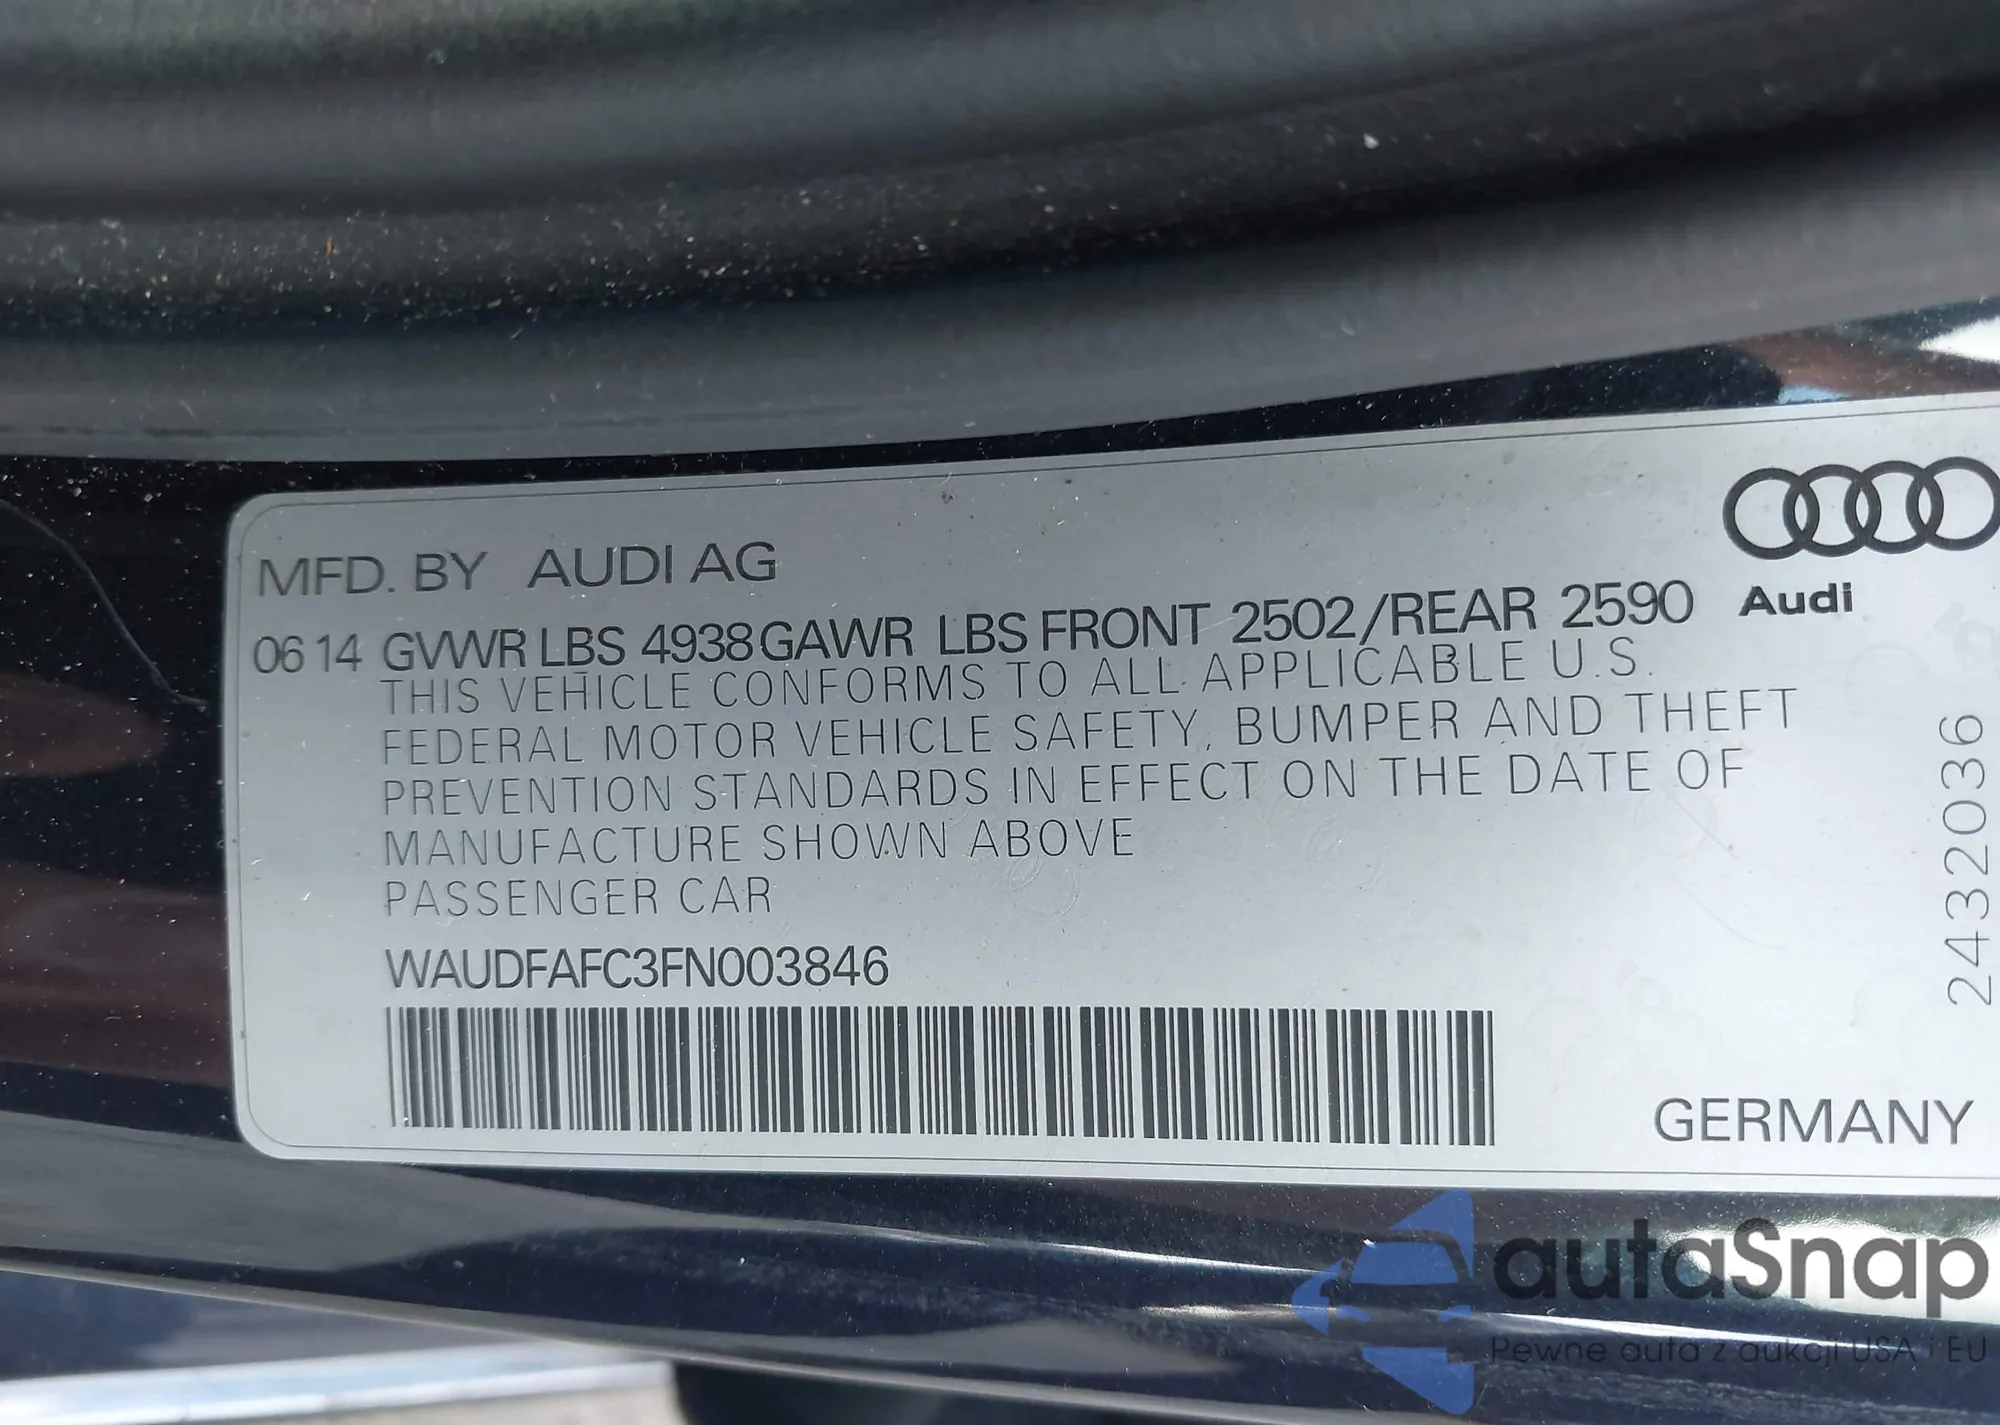 MFD. BY AUDI AG
06 14 GVWR LBS 4938 GAWR LBS FRONT 2502/REAR 2590
Audi
THIS VEHICLE CONFORMS TO ALL APPLICABLE U.S.
FEDERAL MOTOR VEHICLE SAFETY, BUMPER AND THEFT
PREVENTION STANDARDS IN EFFECT ON THE DATE OF
MANUFACTURE SHOWN ABOVE
PASSENGER CAR
WAUDFAFC3FN003846
2432036
GERMANY
autaSnap
Pewne auta z aukcji USA i EU